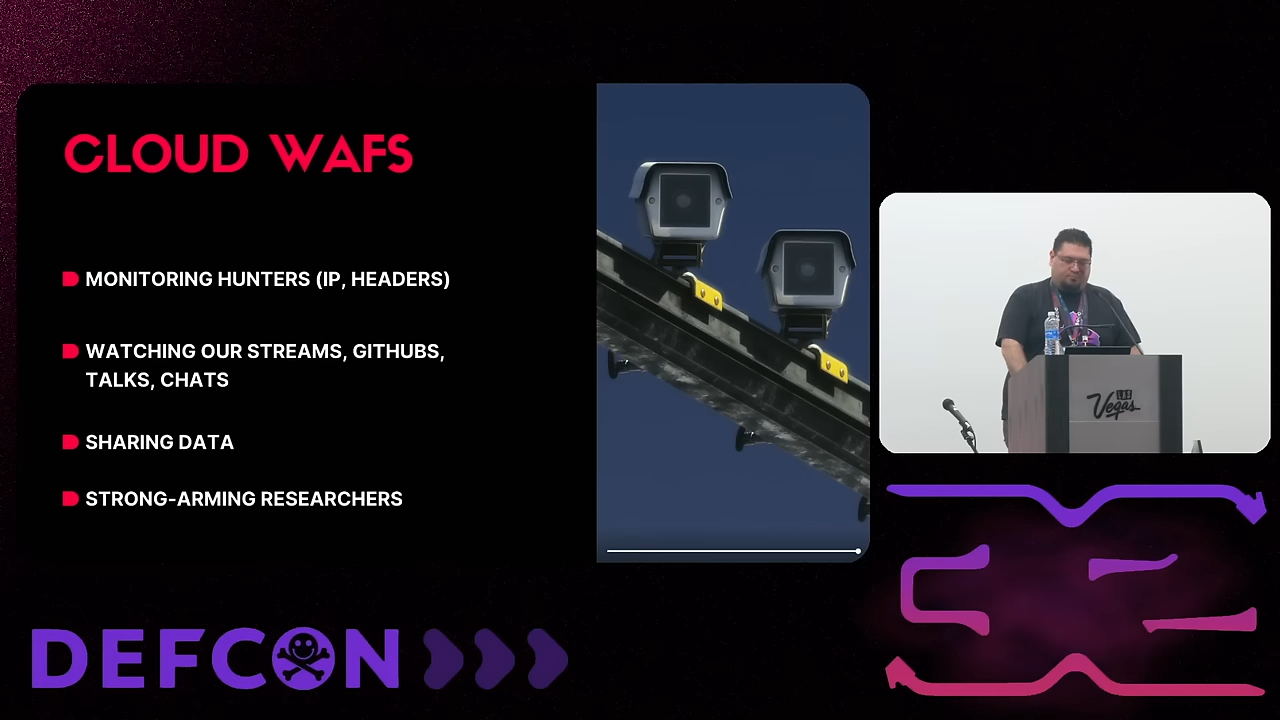 CLOUD WAFS
MONITORING HUNTERS (IP, HEADERS)
WATCHING OUR STREAMS, GITHUBS,
TALKS, CHATS
SHARING DATA
STRONG-ARMING RESEARCHERS
LAS
Vegas
DEFCON